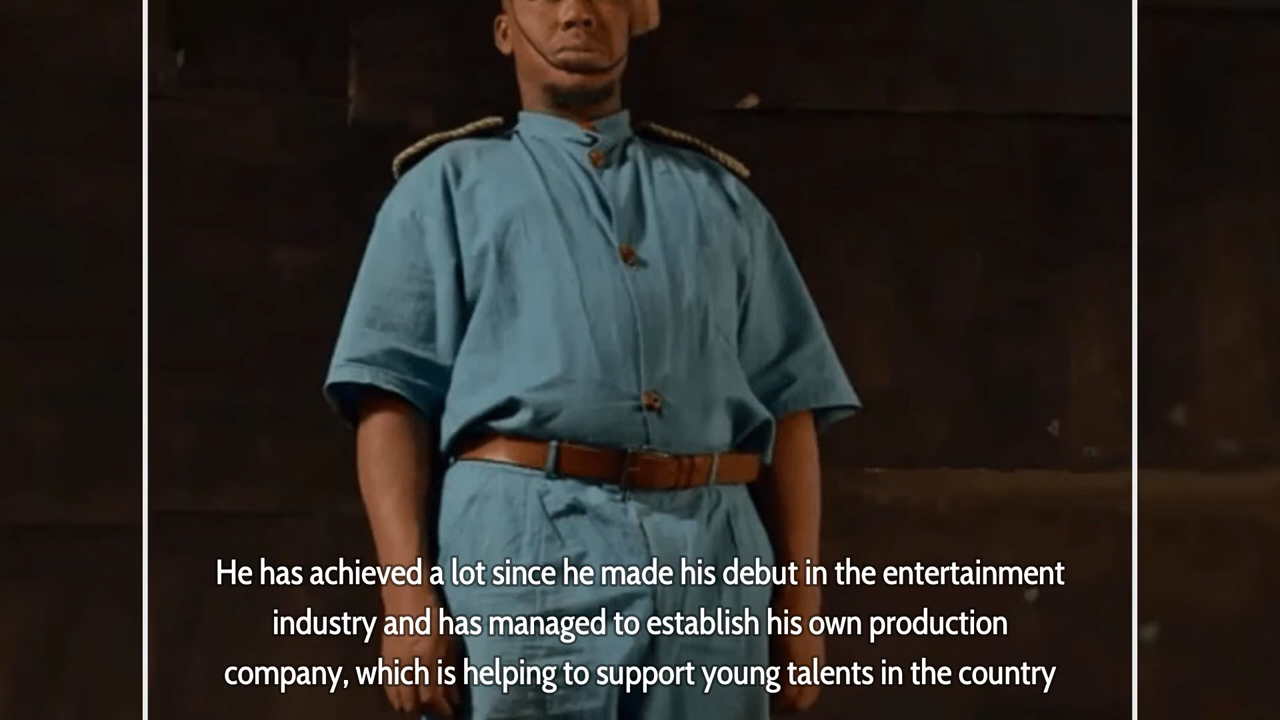 He has achieved a lot since he made his debut in the entertainment
industry and has managed to establish his own production
company, which is helping to support young talents in the country